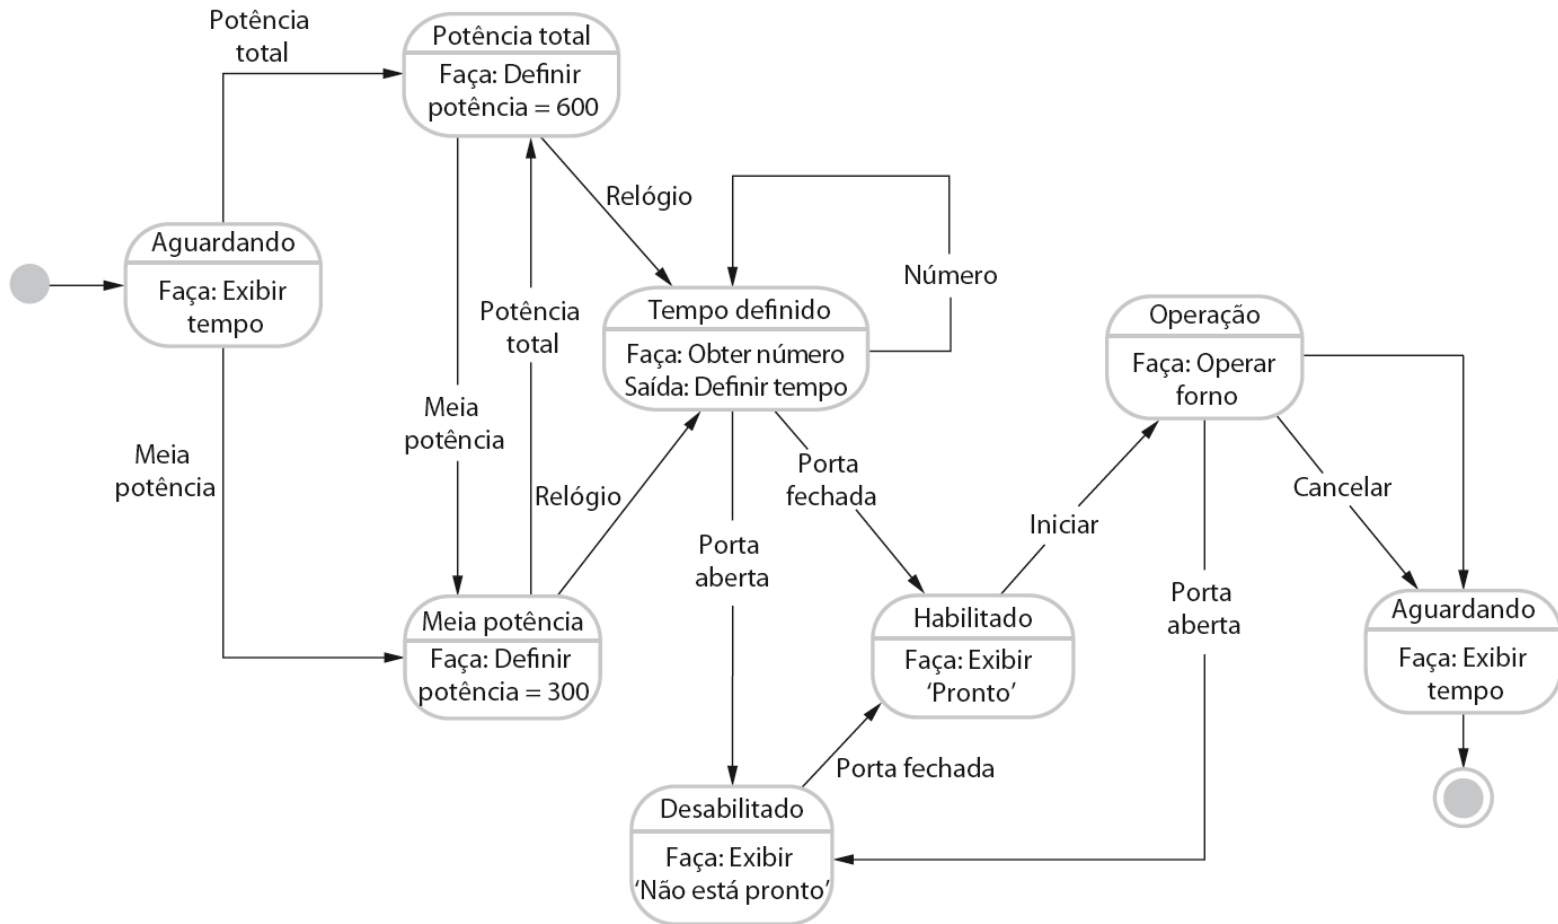 Potência
total
Potência total
Faça: Definir
potência = 600
Relógio
Aguardando
Faça: Exibir
tempo
Número
Potência
total
Tempo definido
Faça: Obter número
Saída: Definir tempo
Operação
Faça: Operar
forno
Meia
potência
Meia
potência
Relógio
Porta
fechada
Cancelar
Iniciar
Porta
aberta
Porta
aberta
Meia potência
Faça: Definir
potência = 300
Habilitado
Faça: Exibir
‘Pronto’
Aguardando
Faça: Exibir
tempo
Porta fechada
Desabilitado
Faça: Exibir
‘Não está pronto’